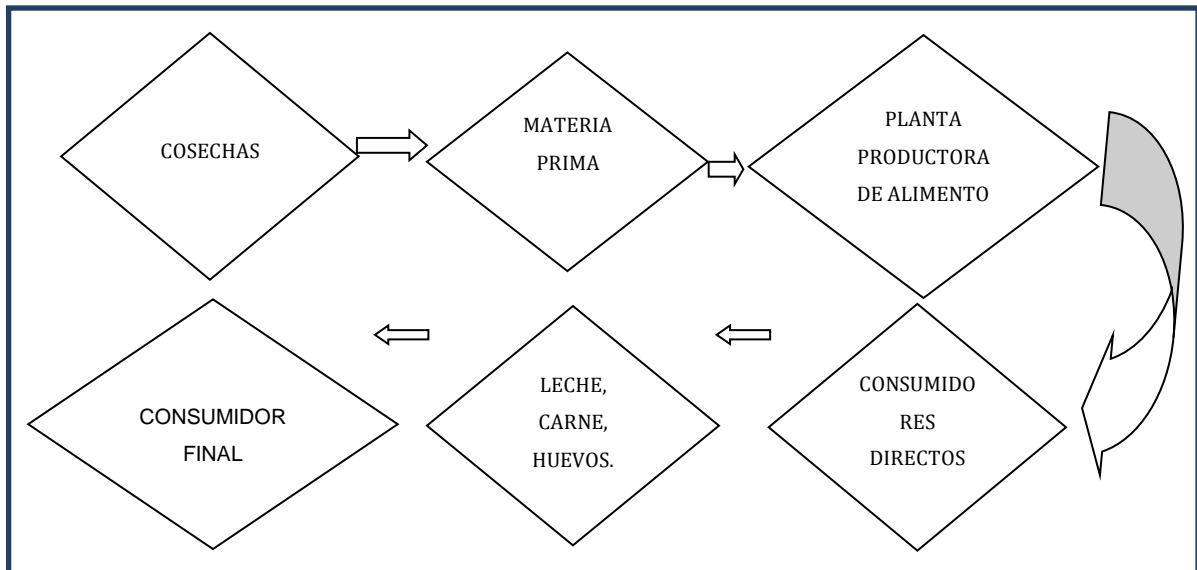 COSECHAS
MATERIA
PRIMA
PLANTA
PRODUCTORA
DE ALIMENTO
CONSUMIDO
RES
DIRECTOS
LECHE,
CARNE,
HUEVOS.
CONSUMIDOR
FINAL